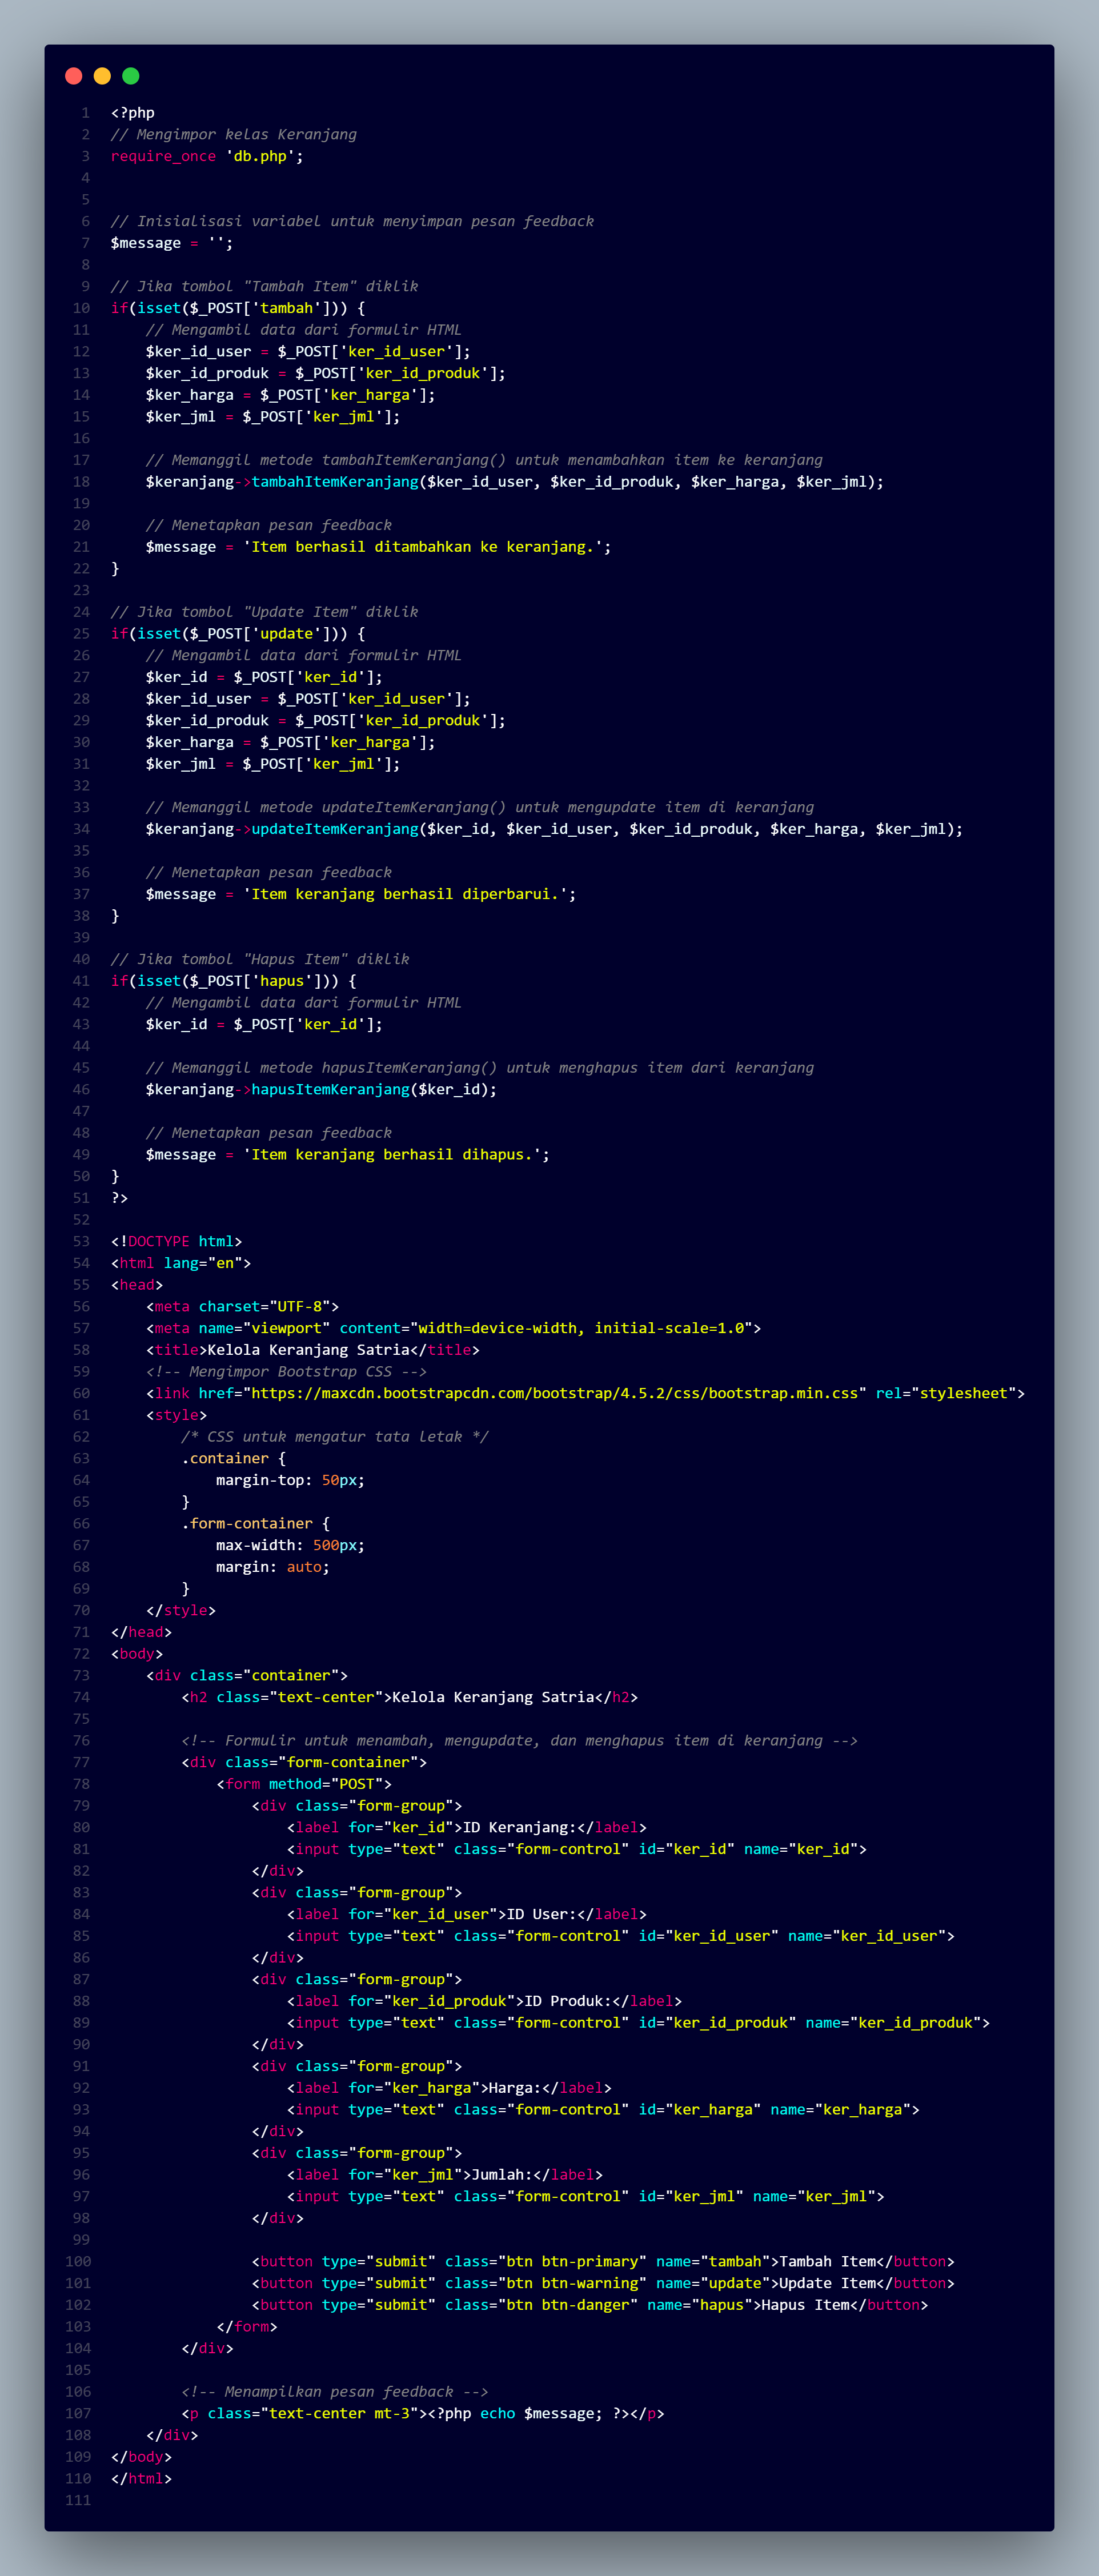 1 <?php
2 // Mengimpor kelas Keranjang
3 require_once 'db.php';
4
5
6 // Inisialisasi variabel untuk menyimpan pesan feedback
7 $message = '';
8
9 // Jika tombol "Tambah Item" diklik
10 if(isset($_POST['tambah'])) {
11     // Mengambil data dari formulir HTML
12     $ker_id_user = $_POST['ker_id_user'];
13     $ker_id_produk = $_POST['ker_id_produk'];
14     $ker_harga = $_POST['ker_harga'];
15     $ker_jml = $_POST['ker_jml'];
16
17     // Memanggil metode tambahItemKeranjang() untuk menambahkan item ke keranjang
18     $keranjang->tambahItemKeranjang($ker_id_user, $ker_id_produk, $ker_harga, $ker_jml);
19
20     // Menetapkan pesan feedback
21     $message = 'Item berhasil ditambahkan ke keranjang.';
22 }
23
24 // Jika tombol "Update Item" diklik
25 if(isset($_POST['update'])) {
26     // Mengambil data dari formulir HTML
27     $ker_id = $_POST['ker_id'];
28     $ker_id_user = $_POST['ker_id_user'];
29     $ker_id_produk = $_POST['ker_id_produk'];
30     $ker_harga = $_POST['ker_harga'];
31     $ker_jml = $_POST['ker_jml'];
32
33     // Memanggil metode updateItemKeranjang() untuk mengupdate item di keranjang
34     $keranjang->updateItemKeranjang($ker_id, $ker_id_user, $ker_id_produk, $ker_harga, $ker_jml);
35
36     // Menetapkan pesan feedback
37     $message = 'Item keranjang berhasil diperbarui.';
38 }
39
40 // Jika tombol "Hapus Item" diklik
41 if(isset($_POST['hapus'])) {
42     // Mengambil data dari formulir HTML
43     $ker_id = $_POST['ker_id'];
44
45     // Memanggil metode hapusItemKeranjang() untuk menghapus item dari keranjang
46     $keranjang->hapusItemKeranjang($ker_id);
47
48     // Menetapkan pesan feedback
49     $message = 'Item keranjang berhasil dihapus.';
50 }
51 ?>
52
53 <!DOCTYPE html>
54 <html lang="en">
55 <head>
56     <meta charset="UTF-8">
57     <meta name="viewport" content="width=device-width, initial-scale=1.0">
58     <title>Kelola Keranjang Satria</title>
59     <!-- Mengimpor Bootstrap CSS -->
60     <link href="https://maxcdn.bootstrapcdn.com/bootstrap/4.5.2/css/bootstrap.min.css" rel="stylesheet">
61     <style>
62         /* CSS untuk mengatur tata letak */
63         .container {
64             margin-top: 50px;
65         }
66         .form-container {
67             max-width: 500px;
68             margin: auto;
69         }
70     </style>
71 </head>
72 <body>
73     <div class="container">
74         <h2 class="text-center">Kelola Keranjang Satria</h2>
75
76         <!-- Formulir untuk menambah, mengupdate, dan menghapus item di keranjang -->
77         <div class="form-container">
78             <form method="POST">
79                 <div class="form-group">
80                     <label for="ker_id">ID Keranjang:</label>
81                     <input type="text" class="form-control" id="ker_id" name="ker_id">
82                 </div>
83                 <div class="form-group">
84                     <label for="ker_id_user">ID User:</label>
85                     <input type="text" class="form-control" id="ker_id_user" name="ker_id_user">
86                 </div>
87                 <div class="form-group">
88                     <label for="ker_id_produk">ID Produk:</label>
89                     <input type="text" class="form-control" id="ker_id_produk" name="ker_id_produk">
90                 </div>
91                 <div class="form-group">
92                     <label for="ker_harga">Harga:</label>
93                     <input type="text" class="form-control" id="ker_harga" name="ker_harga">
94                 </div>
95                 <div class="form-group">
96                     <label for="ker_jml">Jumlah:</label>
97                     <input type="text" class="form-control" id="ker_jml" name="ker_jml">
98                 </div>
99
100                 <button type="submit" class="btn btn-primary" name="tambah">Tambah Item</button>
101                 <button type="submit" class="btn btn-warning" name="update">Update Item</button>
102                 <button type="submit" class="btn btn-danger" name="hapus">Hapus Item</button>
103             </form>
104         </div>
105
106         <!-- Menampilkan pesan feedback -->
107         <p class="text-center mt-3"><?php echo $message; ?></p>
108     </div>
109 </body>
110 </html>
111